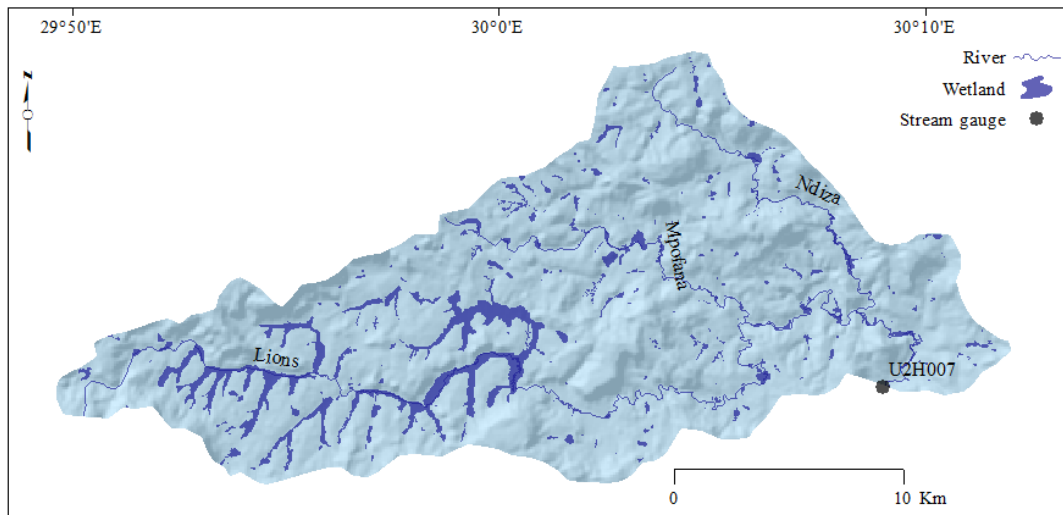 29°50'E
30°0'E
30°10'E
River
Wetland
Stream gauge
N
Ndiza
Mpofana
Lions
U2H007
0
10 Km